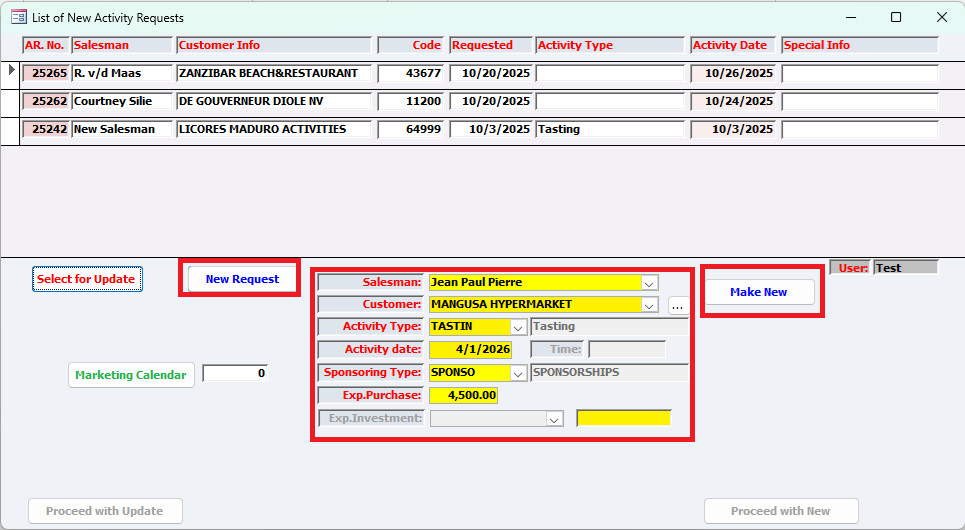 List of New Activity Requests
AR. No. Salesman Customer Info Code Requested Activity Type Activity Date Special Info
25265 R. v/d Maas ZANZIBAR BEACH&RESTAURANT 43677 10/20/2025 10/26/2025
25262 Courtney Silie DE GOUVERNEUR DIOLE NV 11200 10/20/2025 10/24/2025
25242 New Salesman LICORES MADURO ACTIVITIES 64999 10/3/2025 Tasting 10/3/2025
User: Test
Select for Update New Request Salesman: Jean Paul Pierre Make New
Customer: MANGUSA HYPERMARKET ...
Activity Type: TASTIN Tasting
Activity date: 4/1/2026 Time:
Marketing Calendar 0 Sponsoring Type: SPONSO SPONSORSHIPS
Exp.Purchase: 4,500.00
Exp.Investment:
Proceed with Update Proceed with New